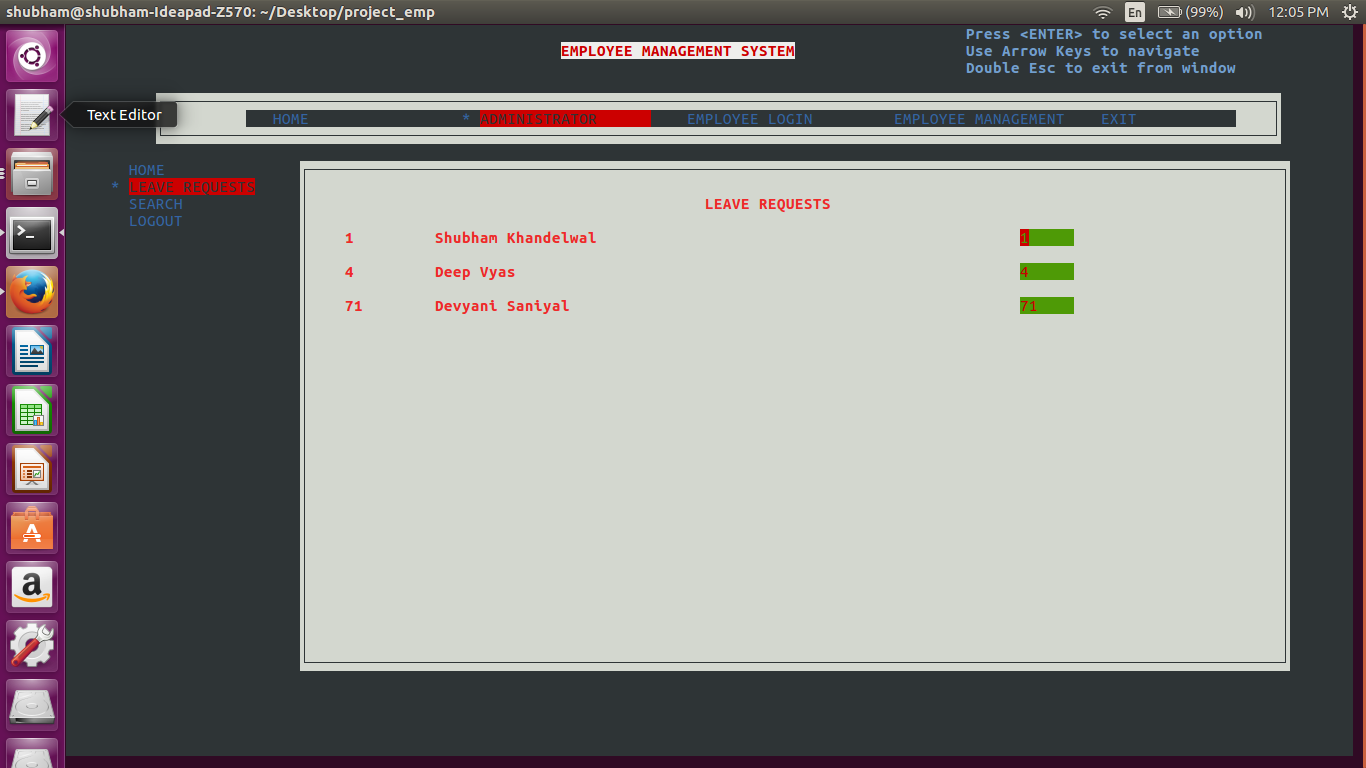 shubham@shubham-Ideapad-Z570: ~/Desktop/project_emp En (99%) 12:05 PM
Press <ENTER> to select an option
EMPLOYEE MANAGEMENT SYSTEM Use Arrow Keys to navigate
Double Esc to exit from window
Text Editor
HOME * ADMINISTRATOR EMPLOYEE LOGIN EMPLOYEE MANAGEMENT EXIT
HOME
* LEAVE REQUESTS
SEARCH
LOGOUT
LEAVE REQUESTS
1 Shubham Khandelwal 1
4 Deep Vyas 4
71 Devyani Saniyal 71